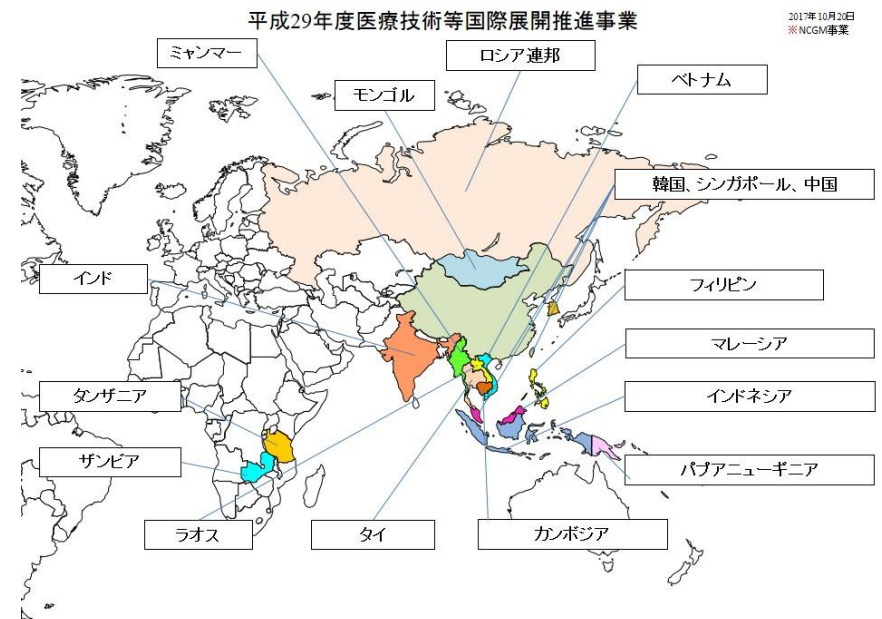 平成29年度医療技術等国際展開推進事業
2017年10月20日
※NCGM事業
ミャンマー
ロシア連邦
モンゴル
ベトナム
韓国、シンガポール、中国
インド
フィリピン
マレーシア
タンザニア
インドネシア
ザンビア
パプアニューギニア
ラオス
タイ
カンボジア